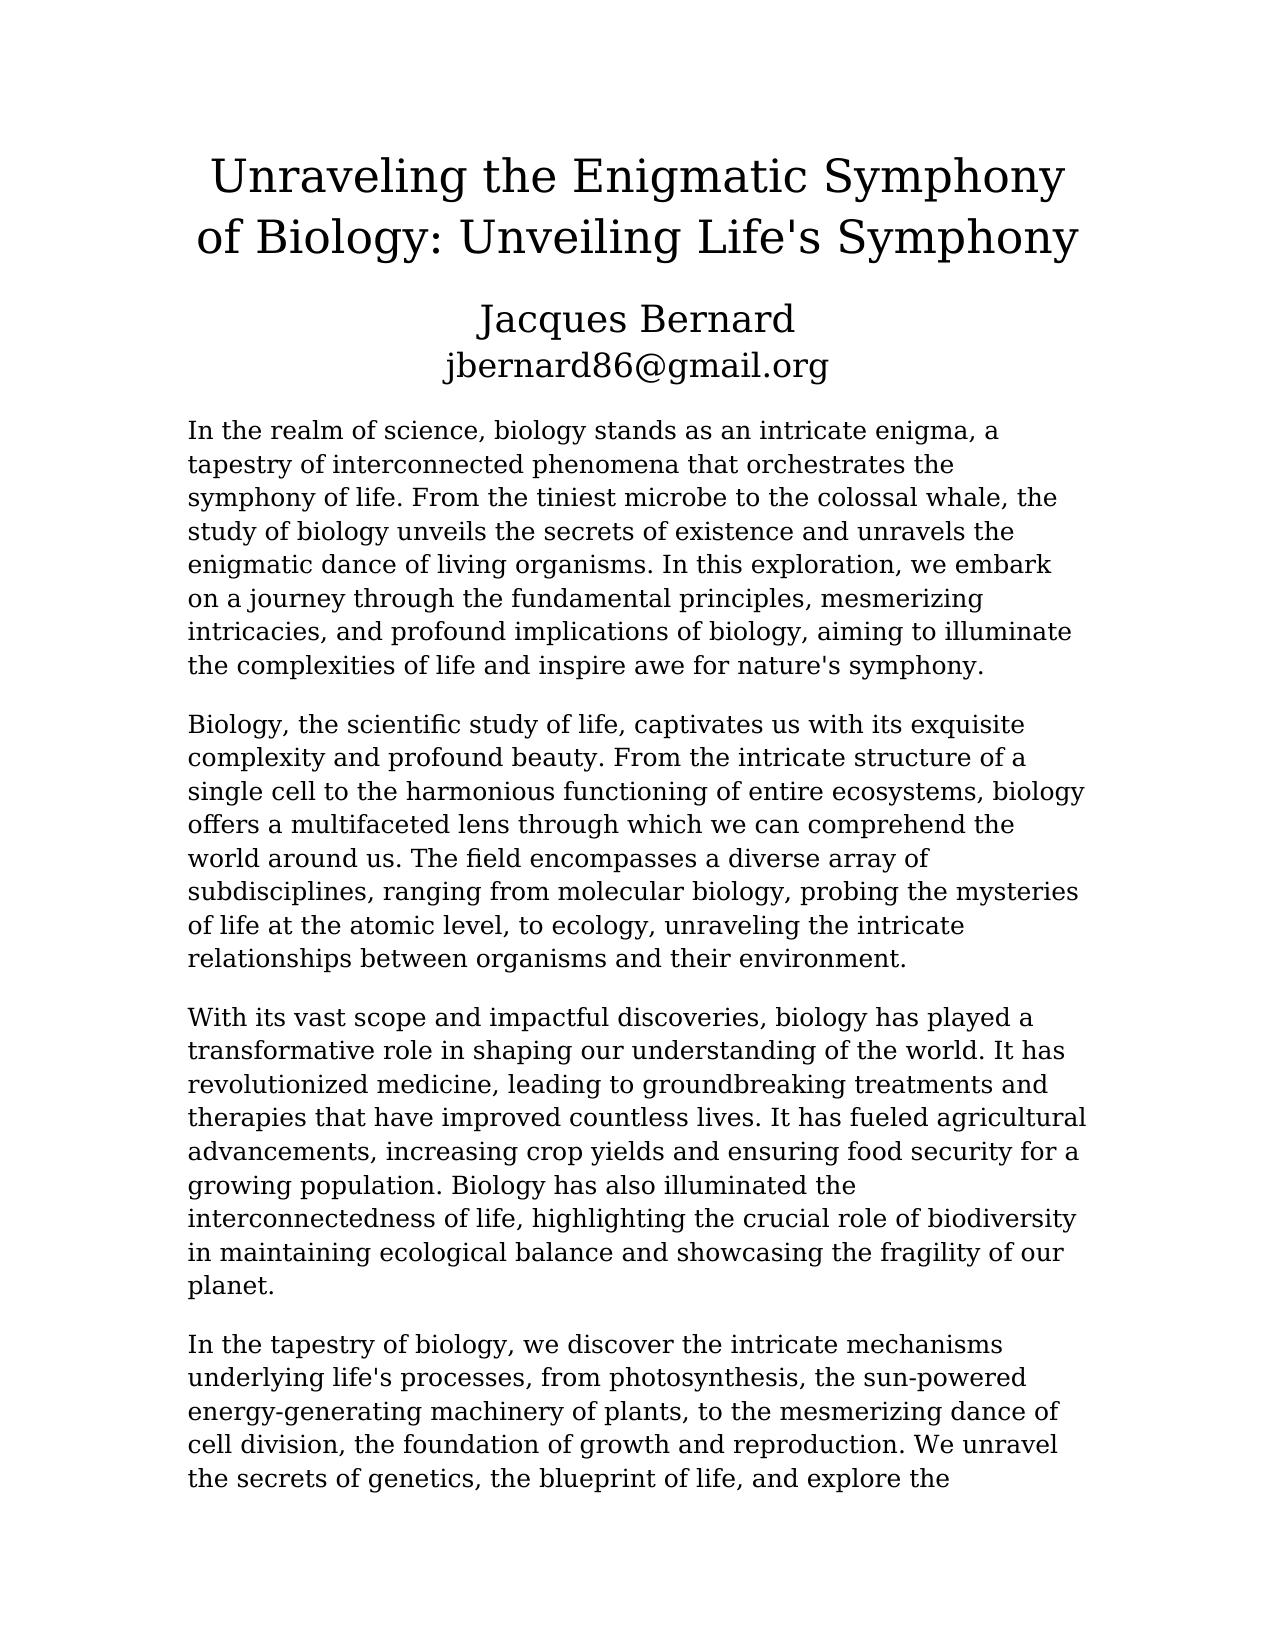 Unraveling the Enigmatic Symphony
of Biology: Unveiling Life's Symphony
Jacques Bernard
jbernard86@gmail.org
In the realm of science, biology stands as an intricate enigma, a
tapestry of interconnected phenomena that orchestrates the
symphony of life. From the tiniest microbe to the colossal whale, the
study of biology unveils the secrets of existence and unravels the
enigmatic dance of living organisms. In this exploration, we embark
on a journey through the fundamental principles, mesmerizing
intricacies, and profound implications of biology, aiming to illuminate
the complexities of life and inspire awe for nature's symphony.
Biology, the scientific study of life, captivates us with its exquisite
complexity and profound beauty. From the intricate structure of a
single cell to the harmonious functioning of entire ecosystems, biology
offers a multifaceted lens through which we can comprehend the
world around us. The field encompasses a diverse array of
subdisciplines, ranging from molecular biology, probing the mysteries
of life at the atomic level, to ecology, unraveling the intricate
relationships between organisms and their environment.
With its vast scope and impactful discoveries, biology has played a
transformative role in shaping our understanding of the world. It has
revolutionized medicine, leading to groundbreaking treatments and
therapies that have improved countless lives. It has fueled agricultural
advancements, increasing crop yields and ensuring food security for a
growing population. Biology has also illuminated the
interconnectedness of life, highlighting the crucial role of biodiversity
in maintaining ecological balance and showcasing the fragility of our
planet.
In the tapestry of biology, we discover the intricate mechanisms
underlying life's processes, from photosynthesis, the sun-powered
energy-generating machinery of plants, to the mesmerizing dance of
cell division, the foundation of growth and reproduction. We unravel
the secrets of genetics, the blueprint of life, and explore the